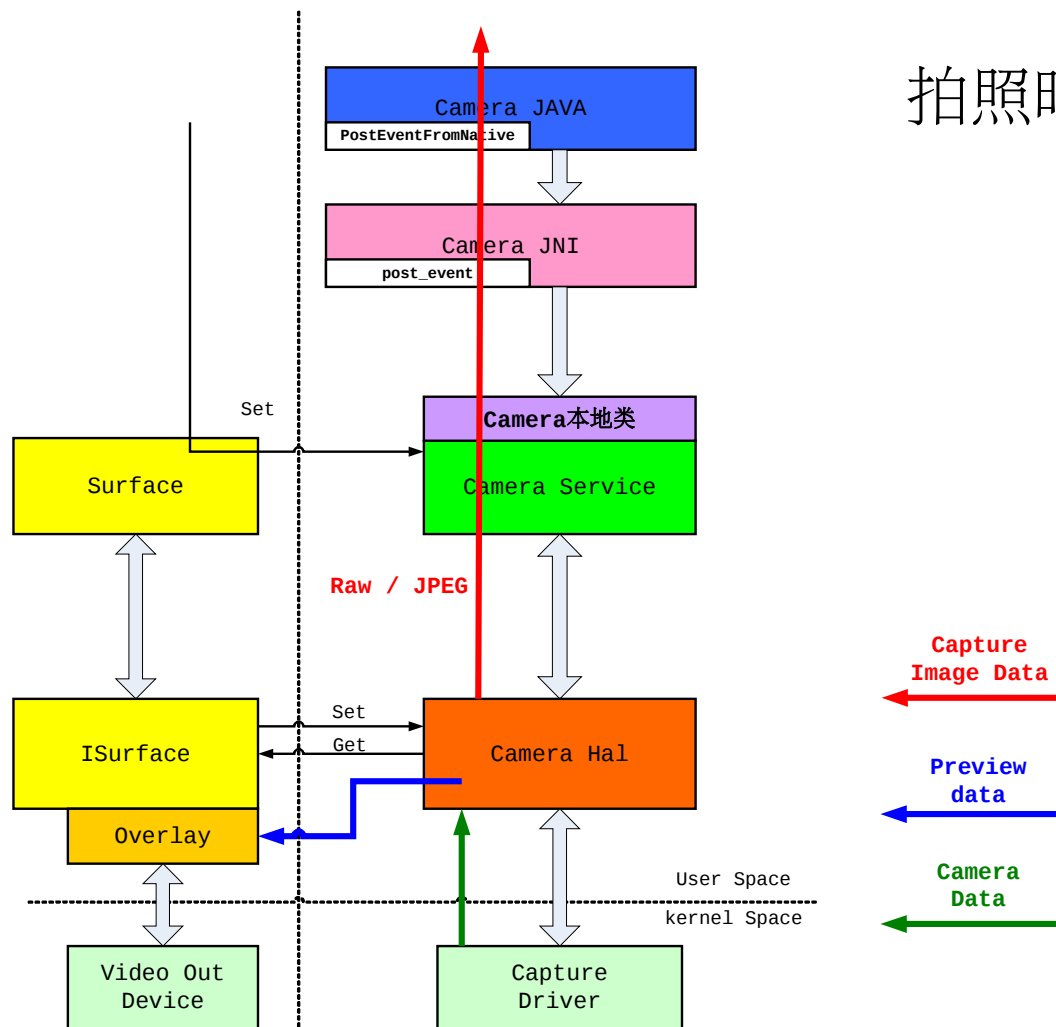 拍照
Camera JAVA
PostEventFromNative
Camera JNI
post_event
Set
Camera本地类
Surface
Camera Service
Raw / JPEG
Capture
Image Data
Set
Get
ISurface
Camera Hal
Preview
data
Overlay
User Space
Camera
Data
kernel Space
Video Out
Device
Capture
Driver